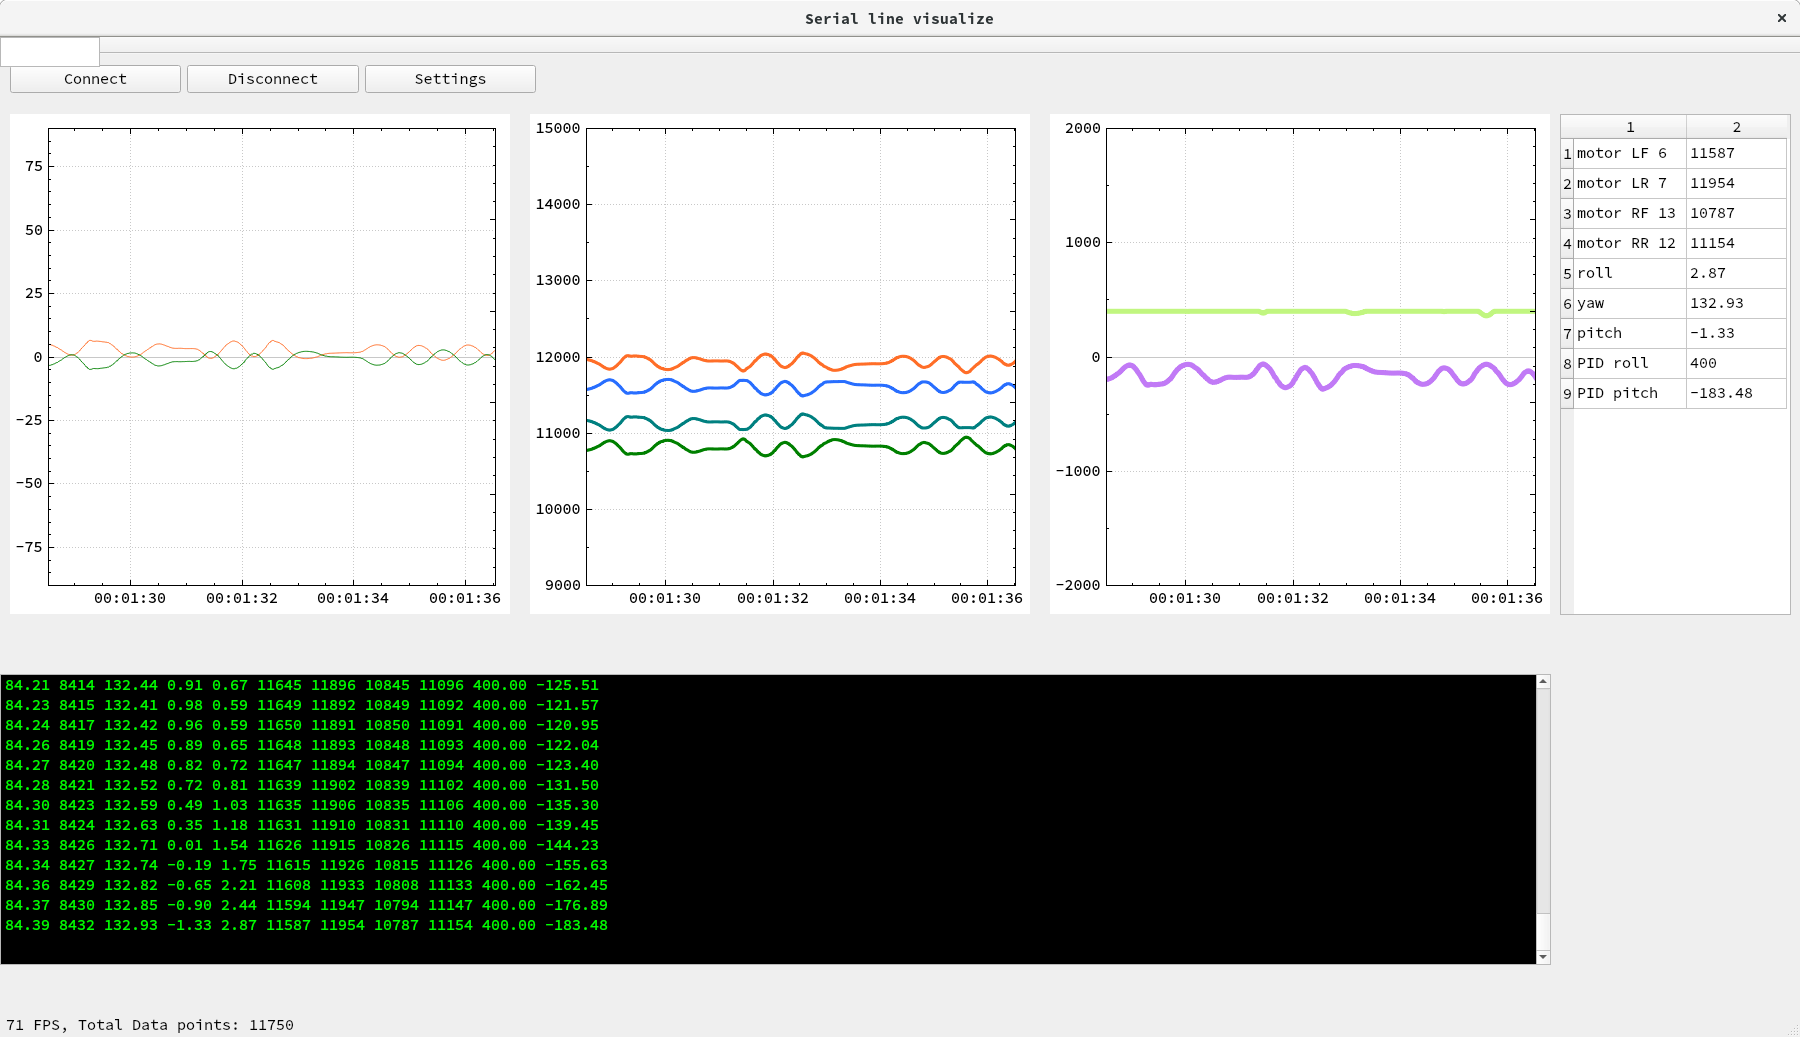 Serial line visualize ×
Connect Disconnect Settings
75
50
25
0
−25
−50
−75
00:01:30 00:01:32 00:01:34 00:01:36
15000
14000
13000
12000
11000
10000
9000
00:01:30 00:01:32 00:01:34 00:01:36
2000
1000
0
−1000
−2000
00:01:30 00:01:32 00:01:34 00:01:36
1 2
1 motor LF 6 11587
2 motor LR 7 11954
3 motor RF 13 10787
4 motor RR 12 11154
5 roll 2.87
6 yaw 132.93
7 pitch −1.33
8 PID roll 400
9 PID pitch −183.48
84.21 8414 132.44 0.91 0.67 11645 11896 10845 11096 400.00 −125.51
84.23 8415 132.41 0.98 0.59 11649 11892 10849 11092 400.00 −121.57
84.24 8417 132.42 0.96 0.59 11650 11891 10850 11091 400.00 −120.95
84.26 8419 132.45 0.89 0.65 11648 11893 10848 11093 400.00 −122.04
84.27 8420 132.48 0.82 0.72 11647 11894 10847 11094 400.00 −123.40
84.28 8421 132.52 0.72 0.81 11639 11902 10839 11102 400.00 −131.50
84.30 8423 132.59 0.49 1.03 11635 11906 10835 11106 400.00 −135.30
84.31 8424 132.63 0.35 1.18 11631 11910 10831 11110 400.00 −139.45
84.33 8426 132.71 0.01 1.54 11626 11915 10826 11115 400.00 −144.23
84.34 8427 132.74 −0.19 1.75 11615 11926 10815 11126 400.00 −155.63
84.36 8429 132.82 −0.65 2.21 11608 11933 10808 11133 400.00 −162.45
84.37 8430 132.85 −0.90 2.44 11594 11947 10794 11147 400.00 −176.89
84.39 8432 132.93 −1.33 2.87 11587 11954 10787 11154 400.00 −183.48
71 FPS, Total Data points: 11750